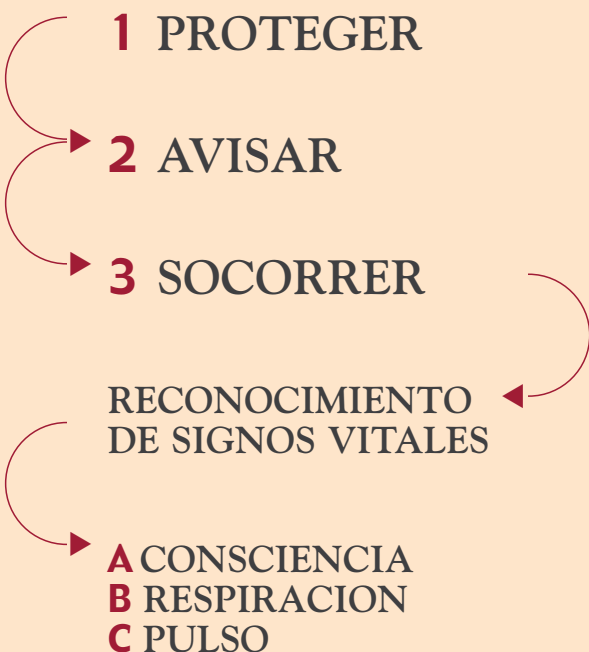 1 PROTEGER
2 AVISAR
3 SOCORRER
RECONOCIMIENTO
DE SIGNOS VITALES
A CONSCIENCIA
B RESPIRACION
C PULSO